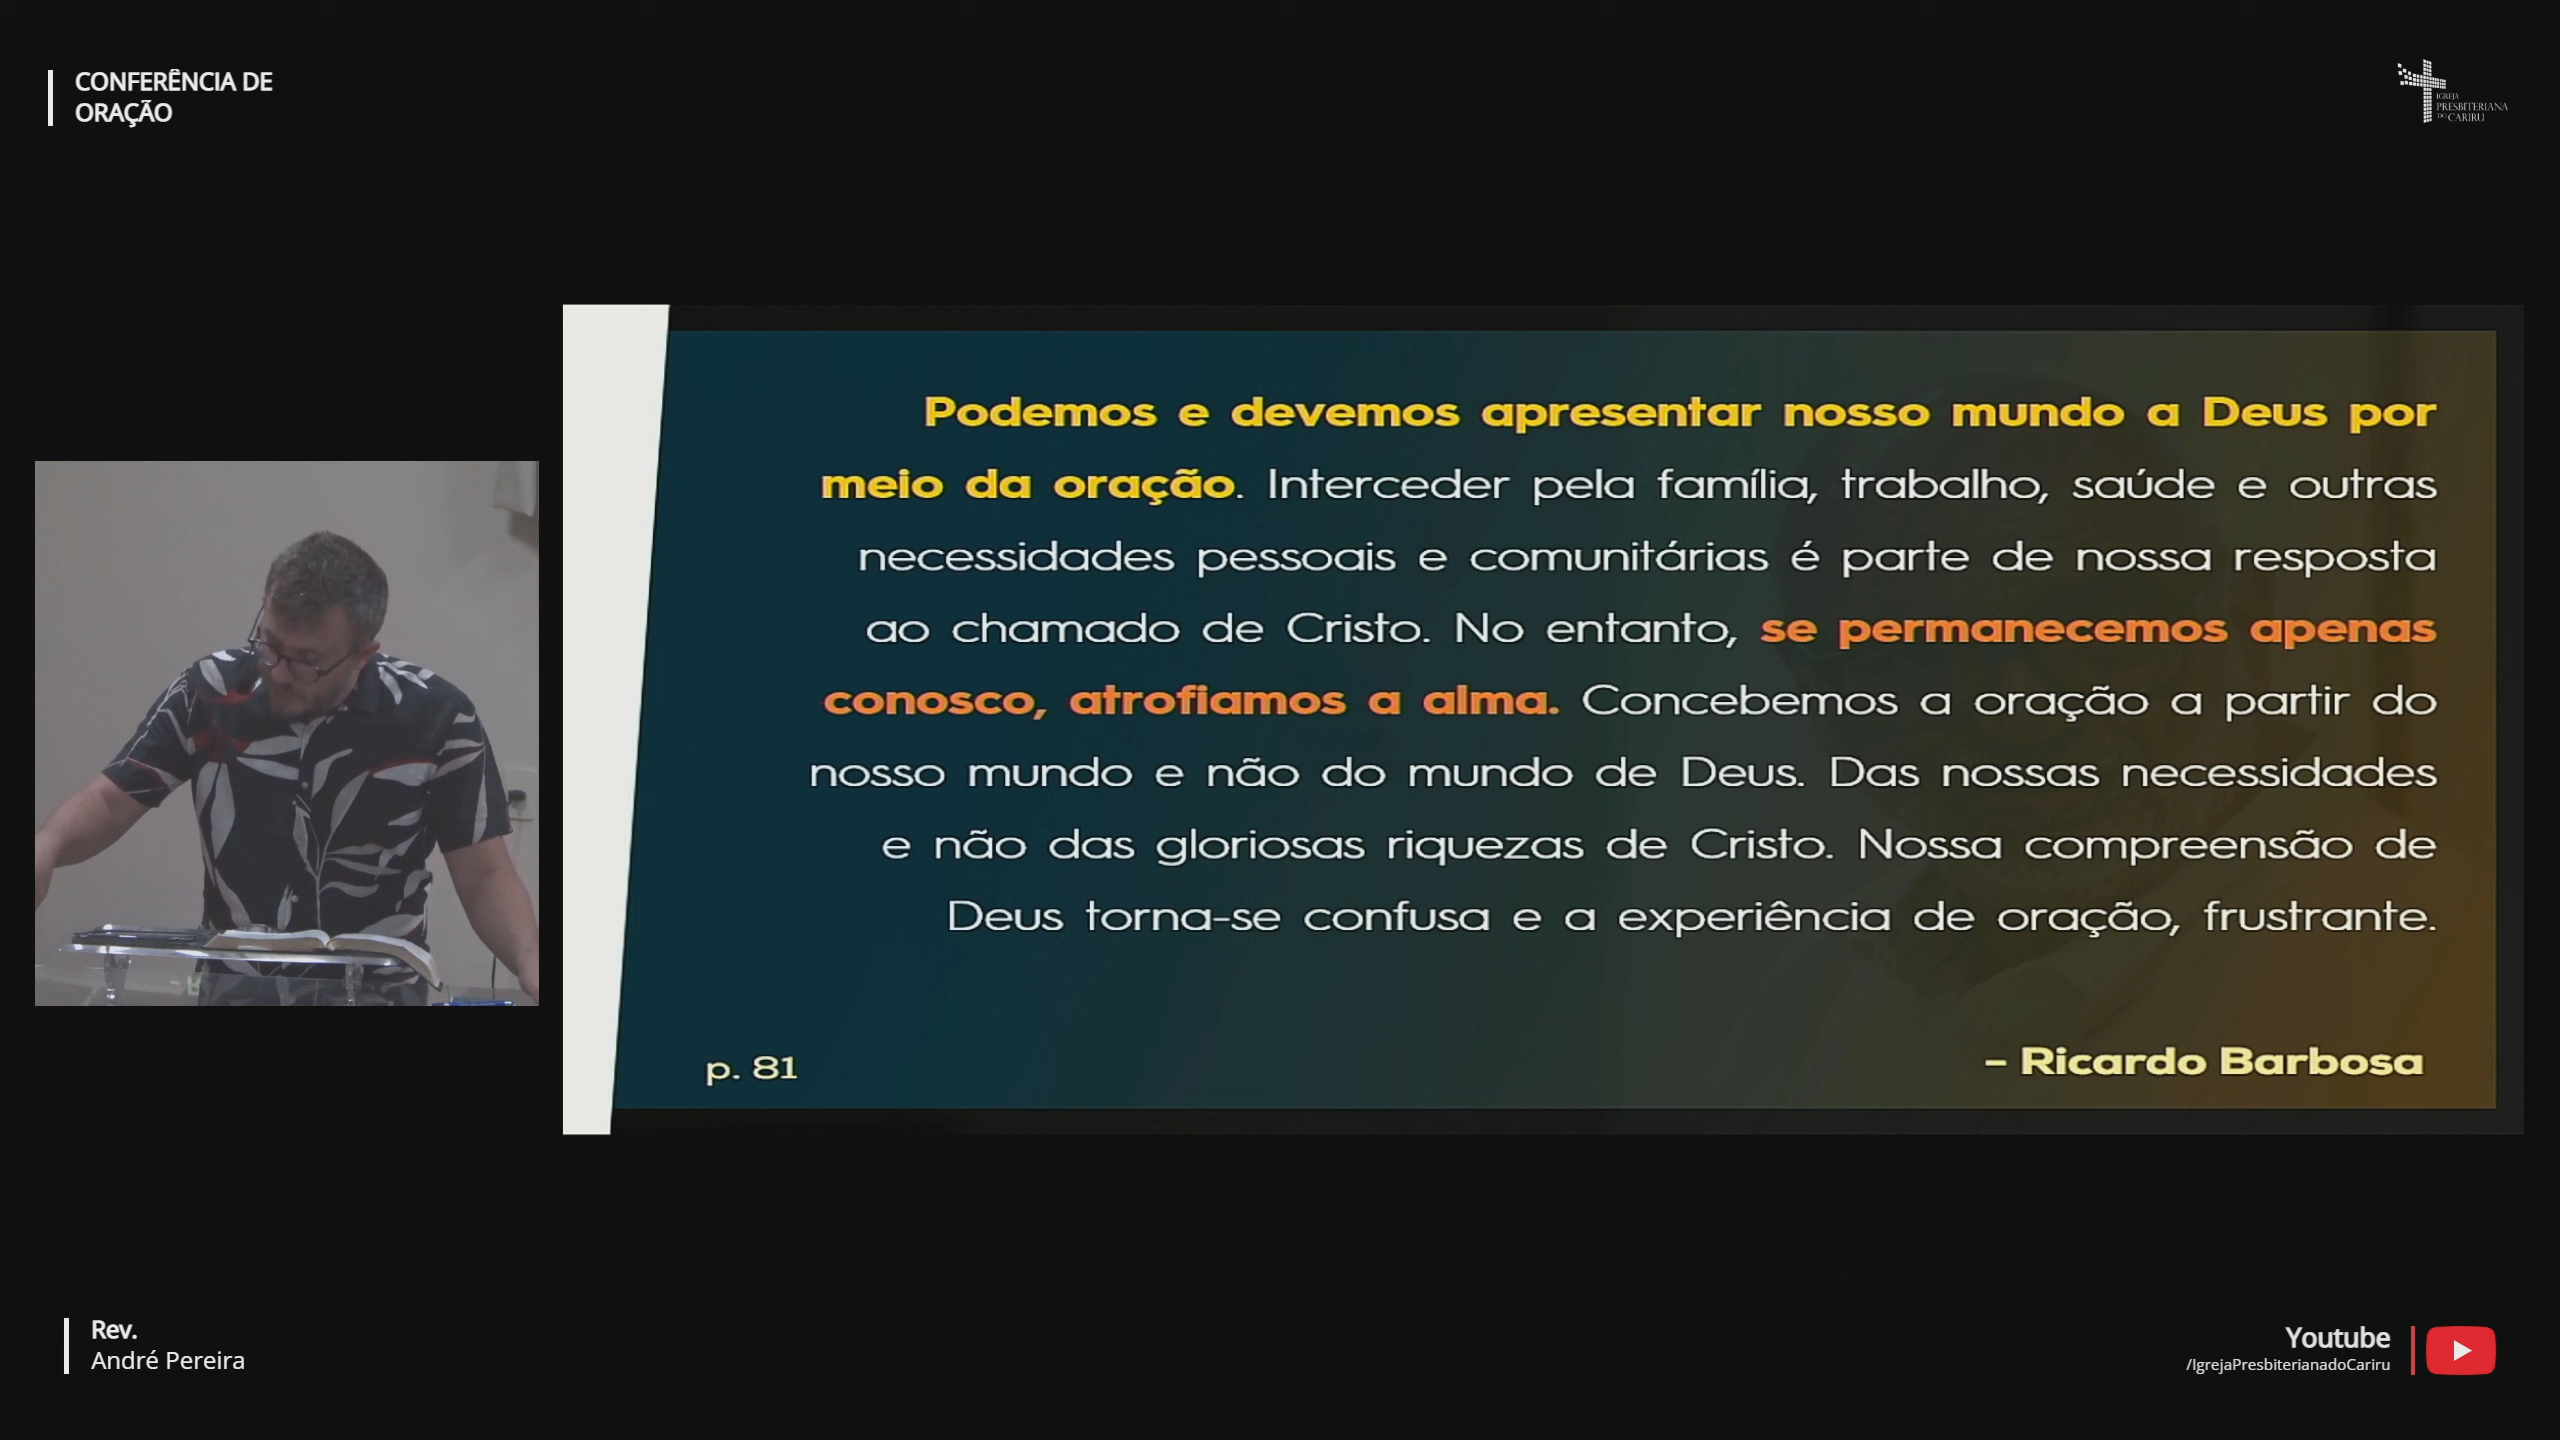 CONFERÊNCIA DE
ORAÇÃO
IGREJA
PRESBITERIANA
DO CARIRU
Podemos e devemos apresentar nosso mundo a Deus por
meio da oração. Interceder pela família, trabalho, saúde e outras
necessidades pessoais e comunitárias é parte de nossa resposta
ao chamado de Cristo. No entanto, se permanecemos apenas
conosco, atrofiamos a alma. Concebemos a oração a partir do
nosso mundo e não do mundo de Deus. Das nossas necessidades
e não das gloriosas riquezas de Cristo. Nossa compreensão de
Deus torna-se confusa e a experiência de oração, frustrante.
p. 81
– Ricardo Barbosa
Rev.
André Pereira
Youtube
/IgrejaPresbiterianadoCariru